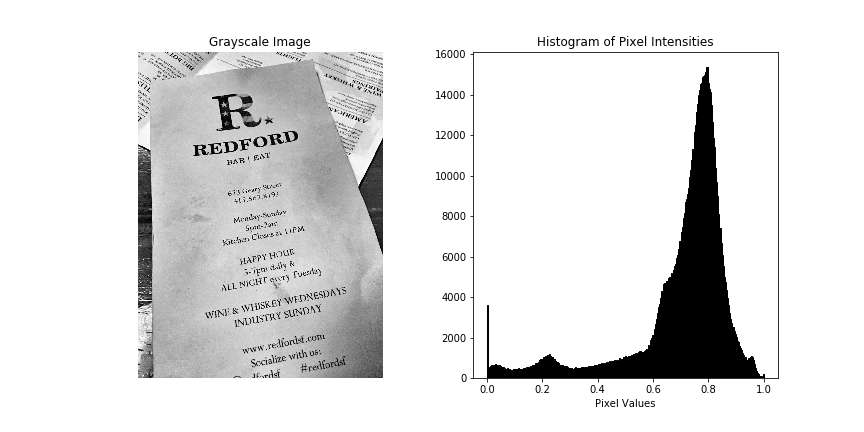 Grayscale Image
R.
REDFORD
BAR | EAT
673 Geary Street
Monday-Sunday
5pm-2am
Kitchen Closes at 11PM
HAPPY HOUR
5-7pm daily &
ALL NIGHT every Tuesday
WINE & WHISKEY WEDNESDAYS
INDUSTRY SUNDAY
www.redfordsf.com
Socialize with us:
#redfordsf
WINE & WHISKEY
AMERICAN
Histogram of Pixel Intensities
16000
14000
12000
10000
8000
6000
4000
2000
0
0.0 0.2 0.4 0.6 0.8 1.0
Pixel Values